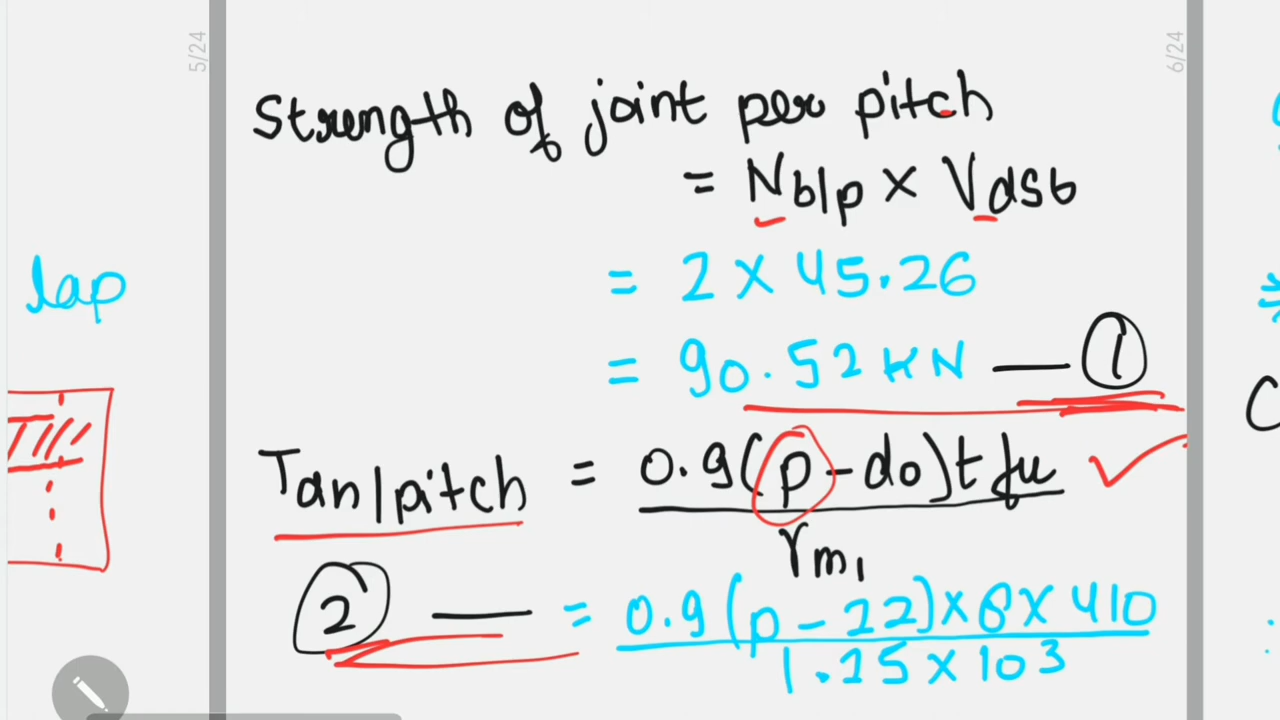 5/24
6/24
Strength of joint per pitch
= Nb/p × Vdsb
lap
= 2 × 45.26
= 90.52 KN — ①
Tan/pitch = 0.9(p-do)t fu
γm1
② — = 0.9(p-22)×8×410
1.25×10³